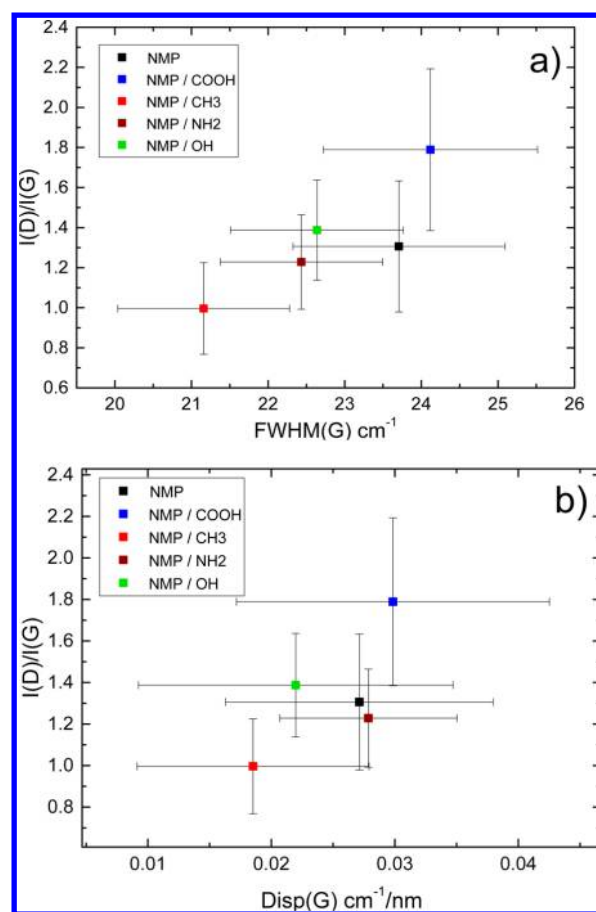 a)
NMP
NMP / COOH
NMP / CH3
NMP / NH2
NMP / OH
2.4
2.2
2.0
1.8
1.6
1.4
1.2
1.0
0.8
0.6
I(D)/I(G)
20 21 22 23 24 25 26
FWHM(G) cm-1
b)
NMP
NMP / COOH
NMP / CH3
NMP / NH2
NMP / OH
2.4
2.2
2.0
1.8
1.6
1.4
1.2
1.0
0.8
I(D)/I(G)
0.01 0.02 0.03 0.04
Disp(G) cm-1/nm